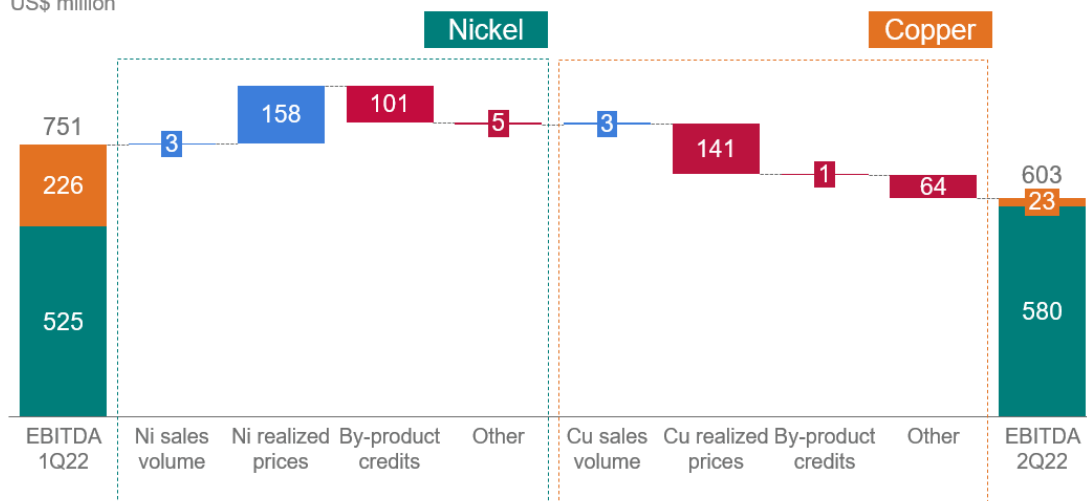 US$ million
Nickel
Copper
751
226
525
3
158
101
5
3
141
1
64
603
23
580
EBITDA
1Q22
Ni sales
volume
Ni realized
prices
By-product
credits
Other
Cu sales
volume
Cu realized
prices
By-product
credits
Other
EBITDA
2Q22